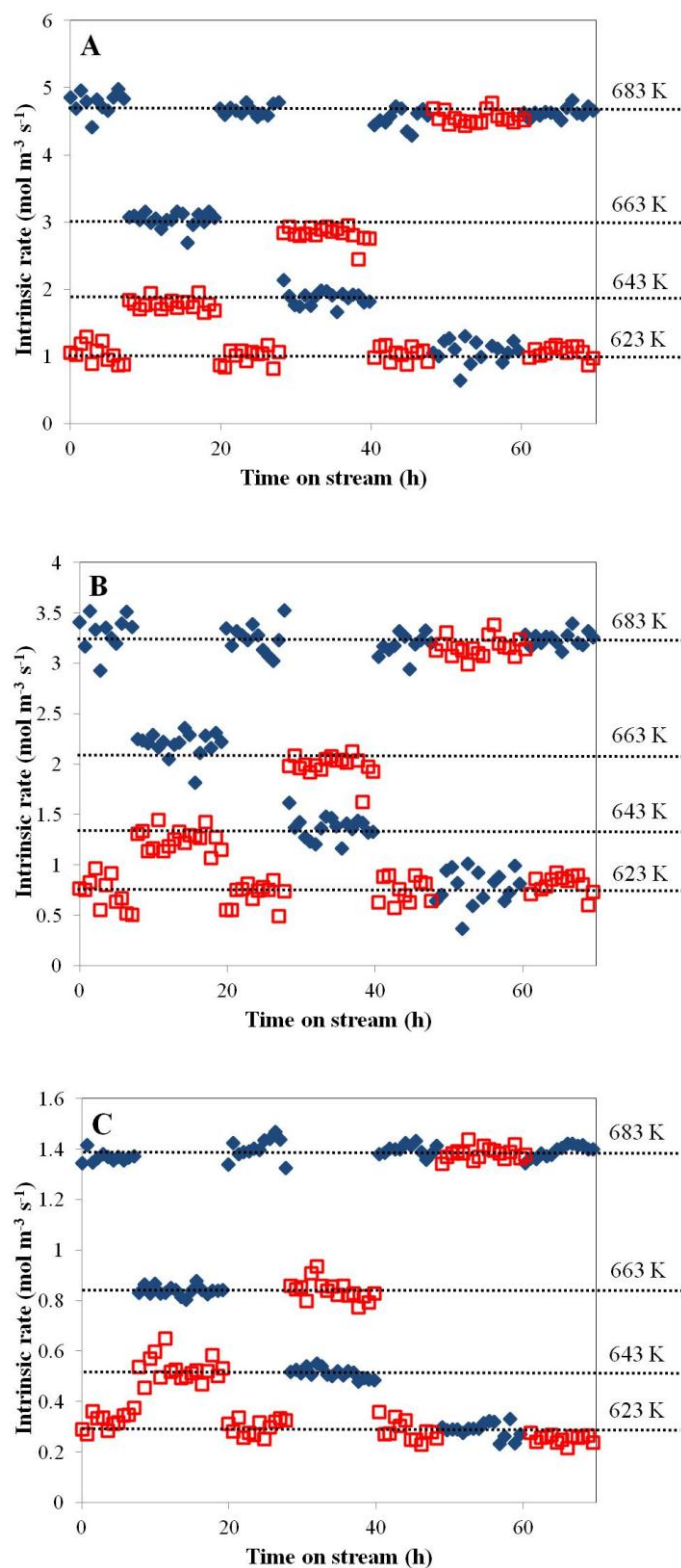 A
6
5
4
3
2
1
0
Intrinsic rate (mol m⁻³ s⁻¹)
683 K
663 K
643 K
623 K
0 20 40 60
Time on stream (h)
B
4
3.5
3
2.5
2
1.5
1
0.5
0
Intrinsic rate (mol m⁻³ s⁻¹)
683 K
663 K
643 K
623 K
0 20 40 60
Time on stream (h)
C
1.6
1.4
1.2
1
0.8
0.6
0.4
0.2
0
Intrinsic rate (mol m⁻³ s⁻¹)
683 K
663 K
643 K
623 K
0 20 40 60
Time on stream (h)